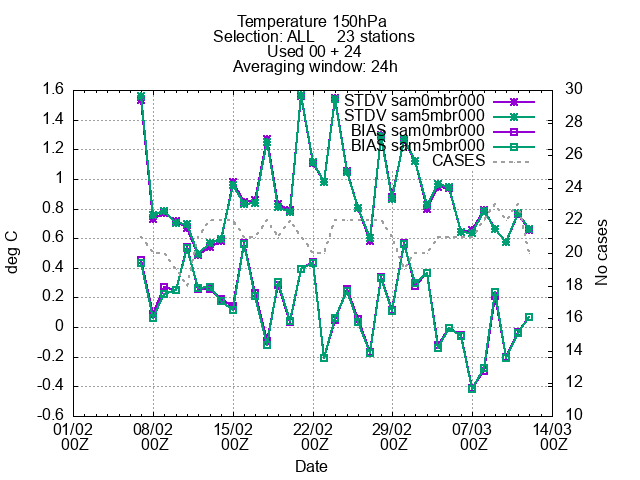 Temperature 150hPa
Selection: ALL 23 stations
Used 00 + 24
Averaging window: 24h
STDV sam0mbr000
STDV sam5mbr000
BIAS sam0mbr000
BIAS sam5mbr000
CASES
deg C
1.6
1.4
1.2
1
0.8
0.6
0.4
0.2
0
-0.2
-0.4
-0.6
30
28
26
24
22
20
18
16
14
12
10
No cases
01/02 08/02 15/02 22/02 29/02 07/03 14/03
00Z 00Z 00Z 00Z 00Z 00Z 00Z
Date